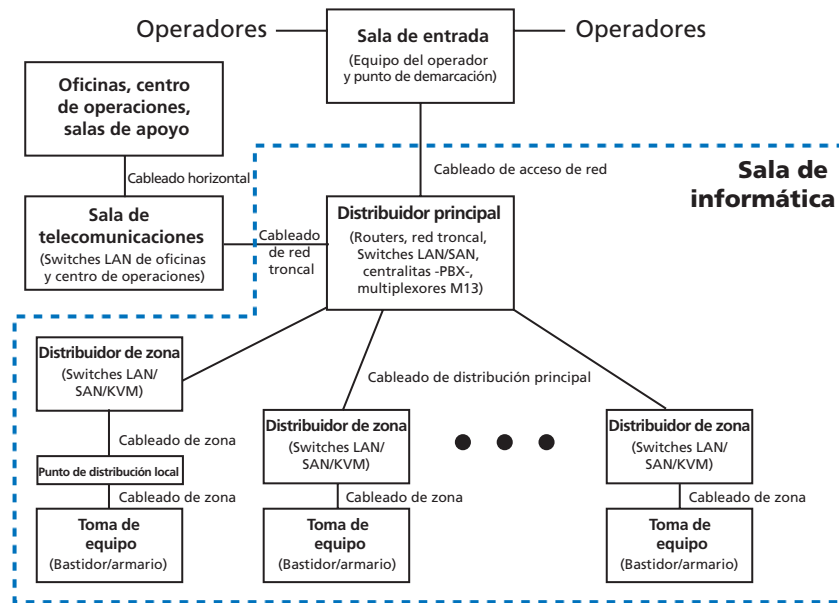 Operadores
Sala de entrada
(Equipo del operador
y punto de demarcación)
Operadores
Oficinas, centro
de operaciones,
salas de apoyo
Cableado horizontal
Cableado de acceso de red
Sala de
informática
Sala de
telecomunicaciones
(Switches LAN de oficinas
y centro de operaciones)
Cableado
de red
troncal
Distribuidor principal
(Routers, red troncal,
Switches LAN/SAN,
centralitas -PBX-,
multiplexores M13)
Distribuidor de zona
(Switches LAN/
SAN/KVM)
Cableado de distribución principal
Cableado de zona
Punto de distribución local
Cableado de zona
Toma de
equipo
(Bastidor/armario)
Distribuidor de zona
(Switches LAN/
SAN/KVM)
Cableado de zona
Toma de
equipo
(Bastidor/armario)
Distribuidor de zona
(Switches LAN/
SAN/KVM)
Cableado de zona
Toma de
equipo
(Bastidor/armario)